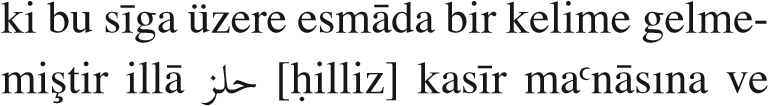 ki bu sīga üzere esmāda bir kelime gelme-
miştir illā حلز [ḥilliz] kasīr maʿnāsına ve